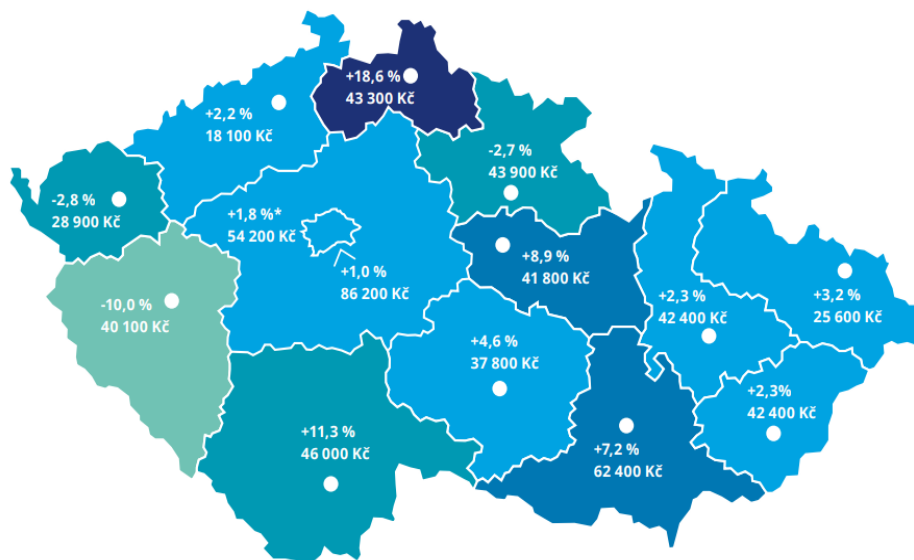 +18,6 %
43 300 Kč
+2,2 %
18 100 Kč
-2,7 %
43 900 Kč
-2,8 %
28 900 Kč
+1,8 %*
54 200 Kč
+1,0 %
86 200 Kč
+8,9 %
41 800 Kč
-10,0 %
40 100 Kč
+2,3 %
42 400 Kč
+3,2 %
25 600 Kč
+4,6 %
37 800 Kč
+2,3%
42 400 Kč
+11,3 %
46 000 Kč
+7,2 %
62 400 Kč